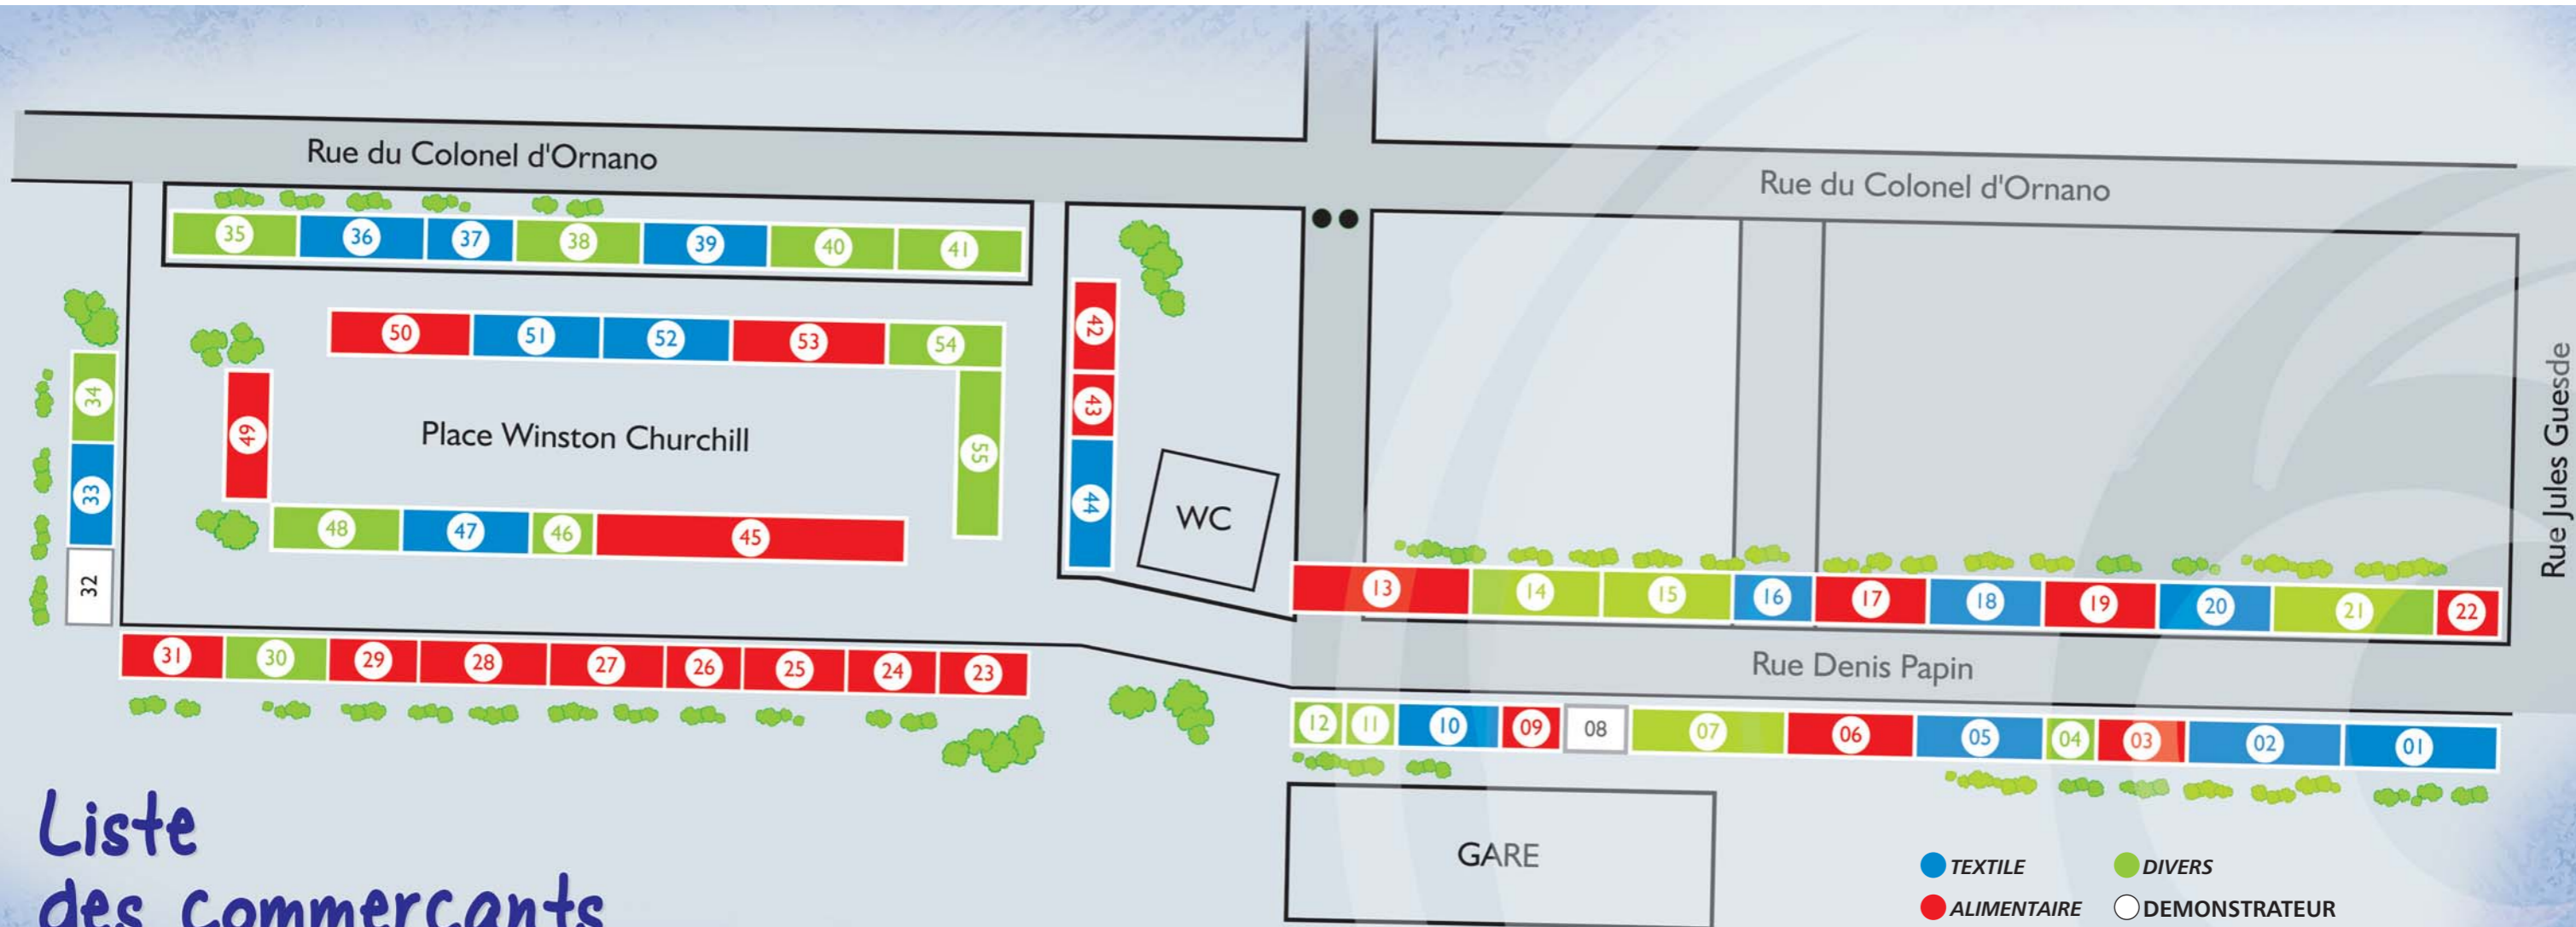 Rue du Colonel d'Ornano
Rue du Colonel d'Ornano
35 36 37 38 39 40 41
50 51 52 53 54
42
43
44
34
33
32
49
Place Winston Churchill
55
WC
48 47 46 45
13 14 15 16 17 18 19 20 21 22
Rue Jules Guesde
31 30 29 28 27 26 25 24 23
Rue Denis Papin
12 11 10 09 08 07 06 05 04 03 02 01
GARE
Liste
des commerçants
TEXTILE
DIVERS
ALIMENTAIRE
DEMONSTRATEUR